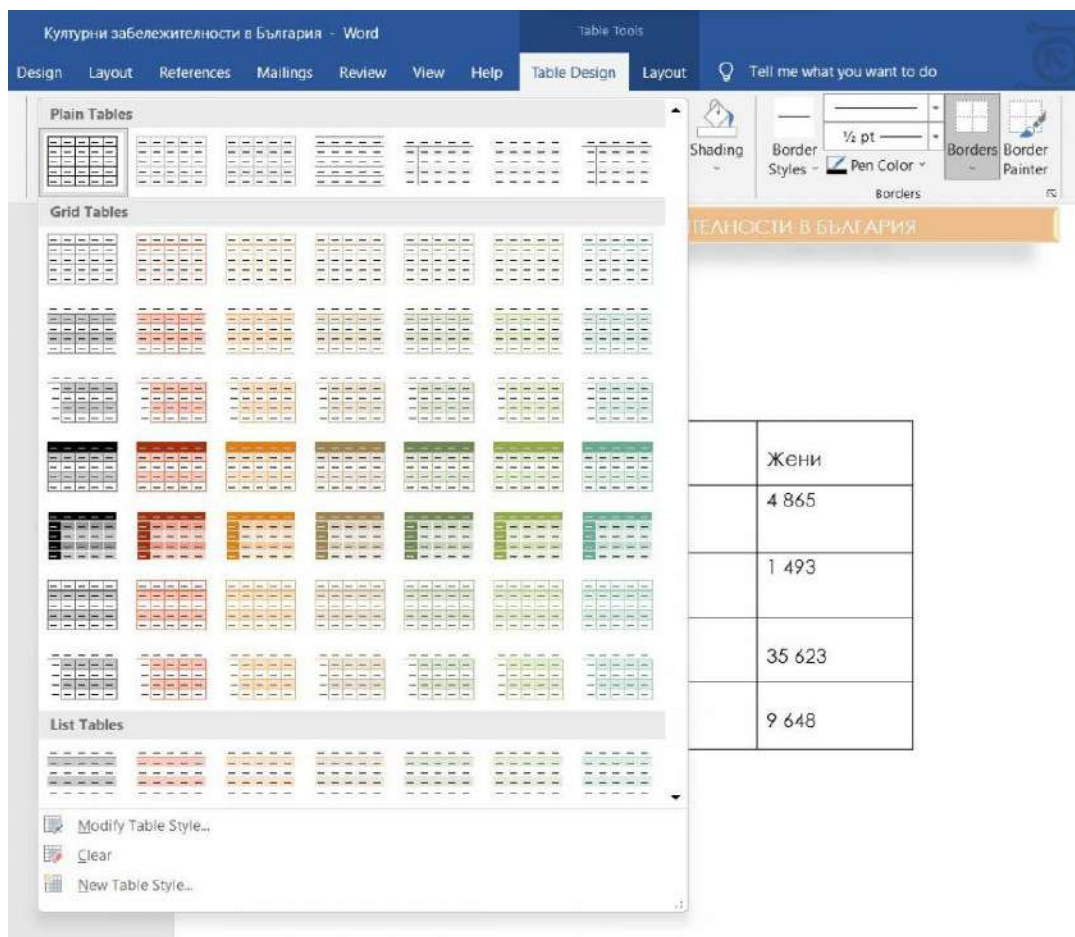 Културни забележителности в България - Word
Table Tools
Design Layout References Mailings Review View Help Table Design Layout Tell me what you want to do
Plain Tables
Grid Tables
List Tables
Modify Table Style...
Clear
New Table Style...
Shading
Border Styles
½ pt
Pen Color
Borders
Border Painter
Borders
ТЕЛНОСТИ В БЪЛГАРИЯ
Жени
4 865
1 493
35 623
9 648